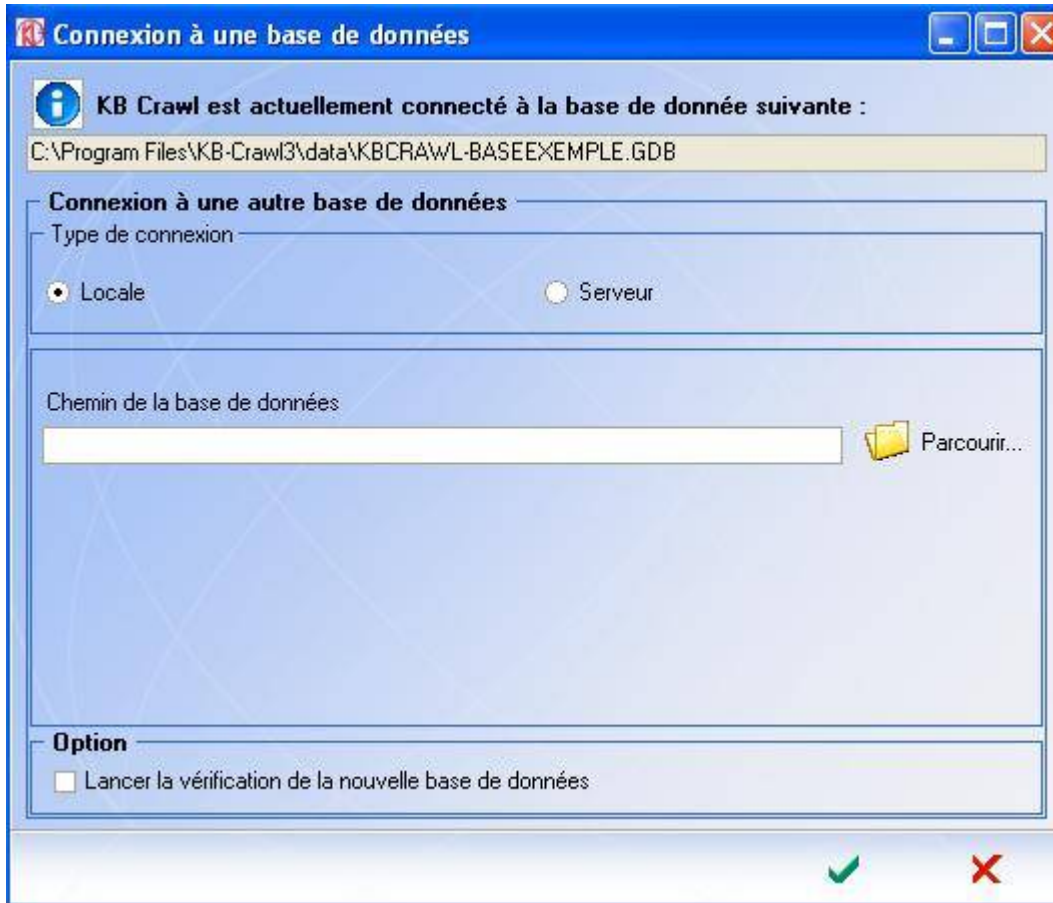 Connexion à une base de données
KB Crawl est actuellement connecté à la base de donnée suivante :
C:\Program Files\KB-Crawl3\data\KBCRAWL-BASEEXEMPLE.GDB
Connexion à une autre base de données
Type de connexion
Locale
Serveur
Chemin de la base de données
Parcourir...
Option
Lancer la vérification de la nouvelle base de données